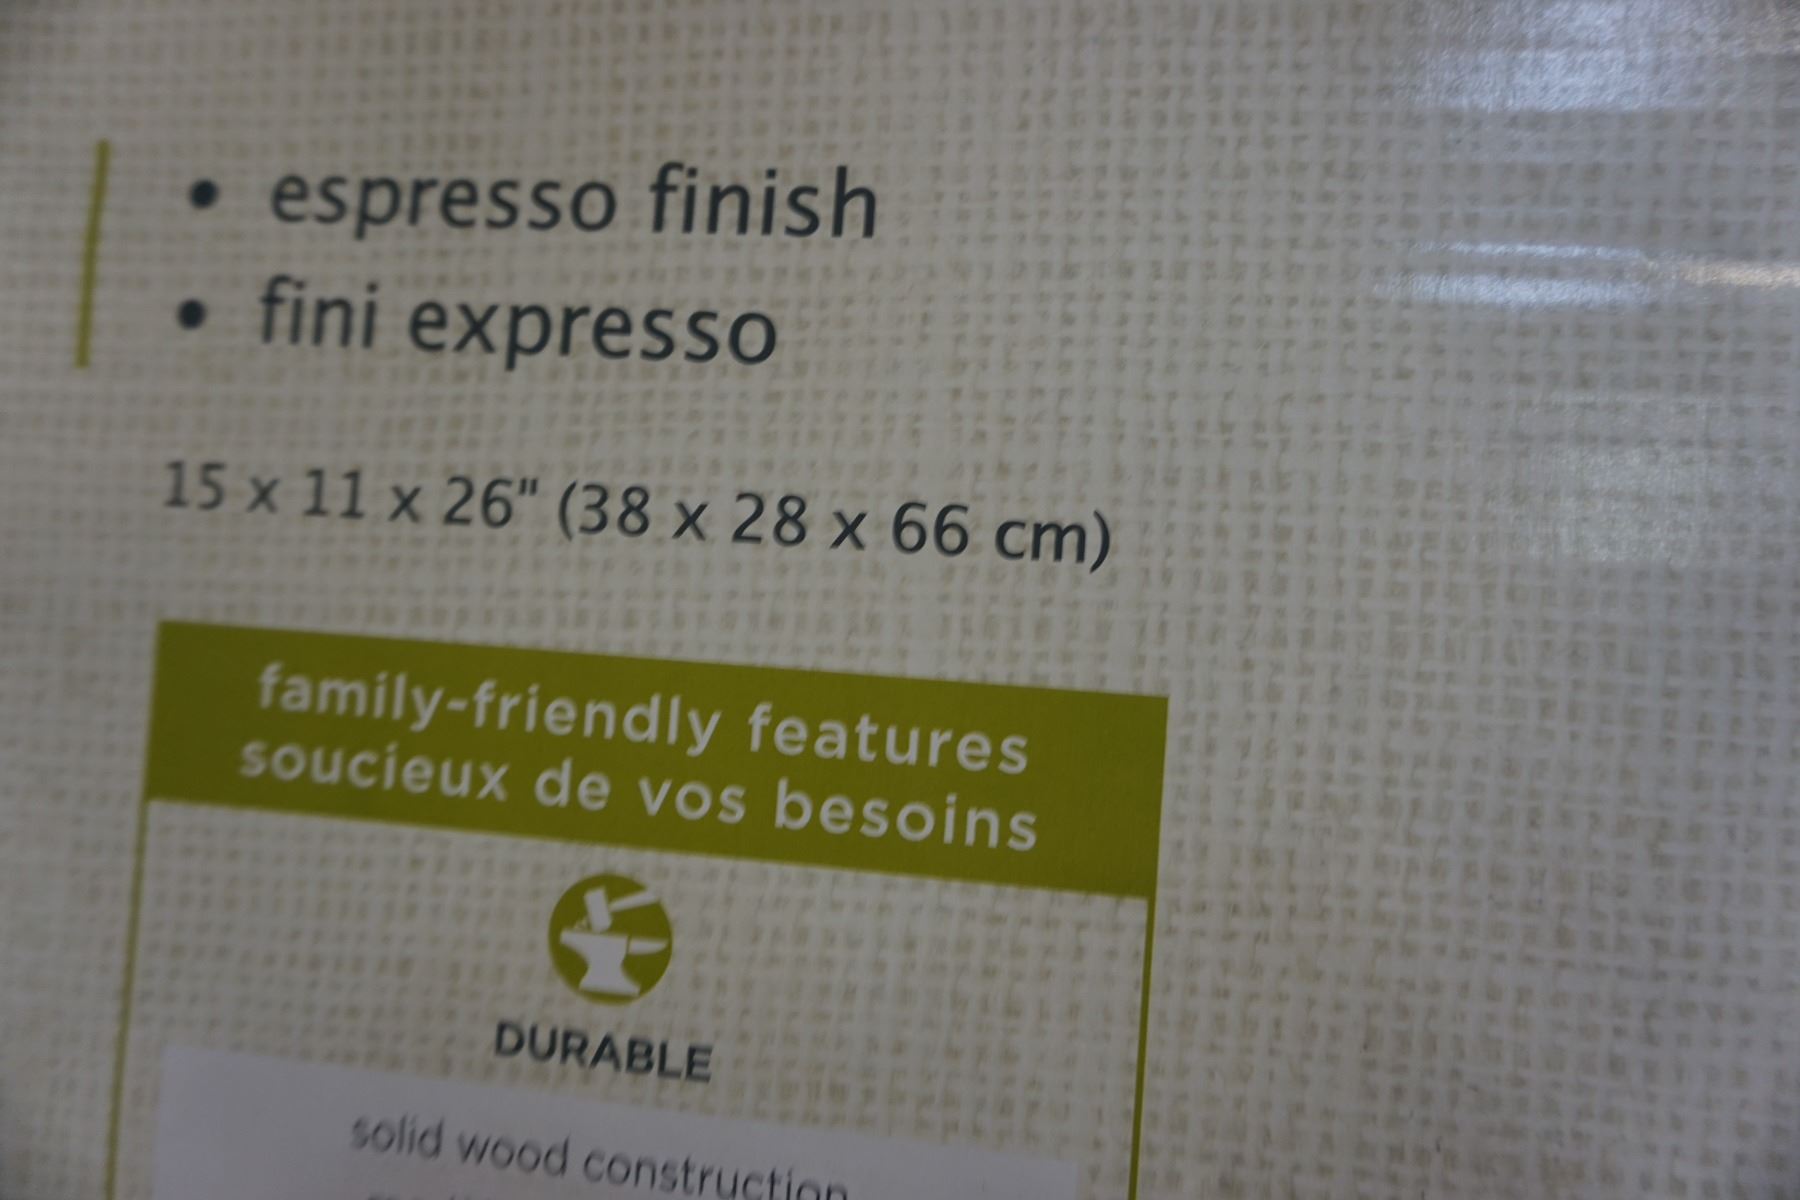 • espresso finish
• fini expresso
15 x 11 x 26" (38 x 28 x 66 cm)
family-friendly features
soucieux de vos besoins
DURABLE
solid wood construction